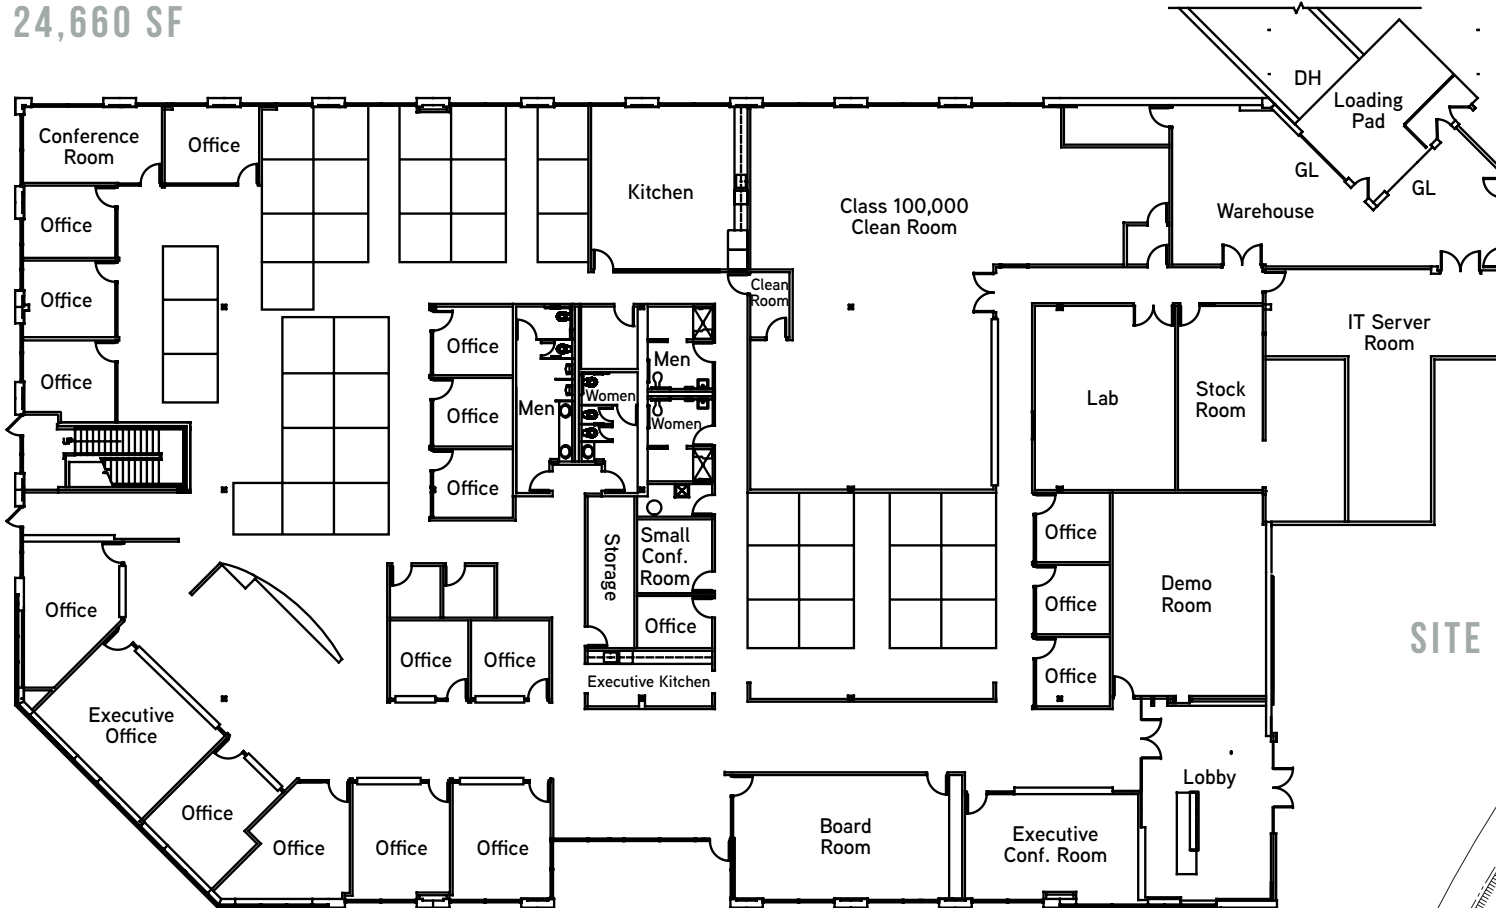 24,660 SF
DH
Loading
Pad
GL
GL
Conference
Room
Office
Kitchen
Class 100,000
Clean Room
Warehouse
Office
Office
Clean
Room
IT Server
Room
Office
Office
Men
Women
Men
Women
Office
Lab
Stock
Room
Office
UP
Office
Storage
Small
Conf.
Room
Office
Office
Demo
Room
Office
Office
Office
SITE
Office
Office
Executive Kitchen
Office
Executive
Office
Lobby
Office
Office
Office
Office
Board
Room
Executive
Conf. Room